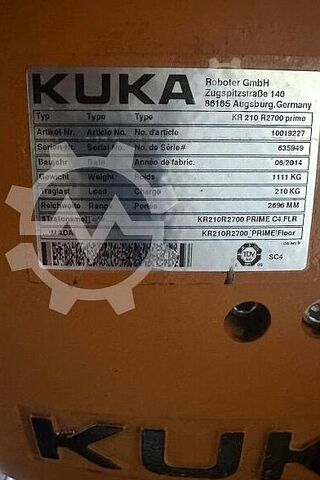 KUKA Roboter GmbH
Zugspitzstraße 140
86165 Augsburg,Germany
Typ Type Type KR 210 R2700 prime
Artikel-Nr. Article No. No. d'article 10019227
Serien-Nr. Serial No. No. de Série# 635949
Baujahr Date Année de fabric. 06/2014
Gewicht Weight Poids 1111 KG
Traglast Load Charge 210 KG
Reichweite Range Portée 2696 MM
KR210R2700 PRIME C4 FLR
KR210R2700_PRIME\Floor
TÜV
SC4
KUK